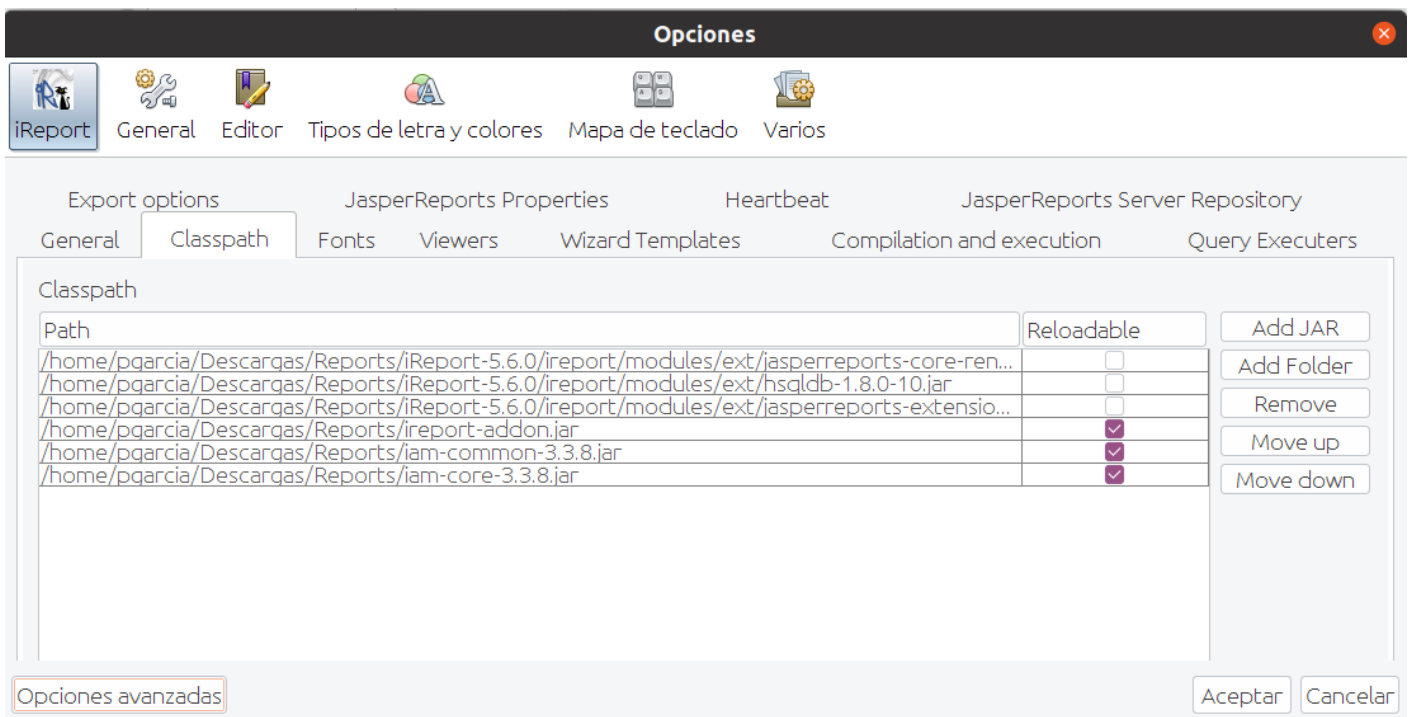 Opciones
iReport General Editor Tipos de letra y colores Mapa de teclado Varios
Export options JasperReports Properties Heartbeat JasperReports Server Repository
General Classpath Fonts Viewers Wizard Templates Compilation and execution Query Executers
Classpath
Path Reloadable Add JAR
/home/pgarcia/Descargas/Reports/iReport-5.6.0/ireport/modules/ext/jasperreports-core-ren...
Add Folder
/home/pgarcia/Descargas/Reports/iReport-5.6.0/ireport/modules/ext/hsqldb-1.8.0-10.jar
/home/pgarcia/Descargas/Reports/iReport-5.6.0/ireport/modules/ext/jasperreports-extensio...
Remove
/home/pgarcia/Descargas/Reports/ireport-addon.jar
/home/pgarcia/Descargas/Reports/iam-common-3.3.8.jar
Move up
/home/pgarcia/Descargas/Reports/iam-core-3.3.8.jar
Move down
Opciones avanzadas Aceptar Cancelar